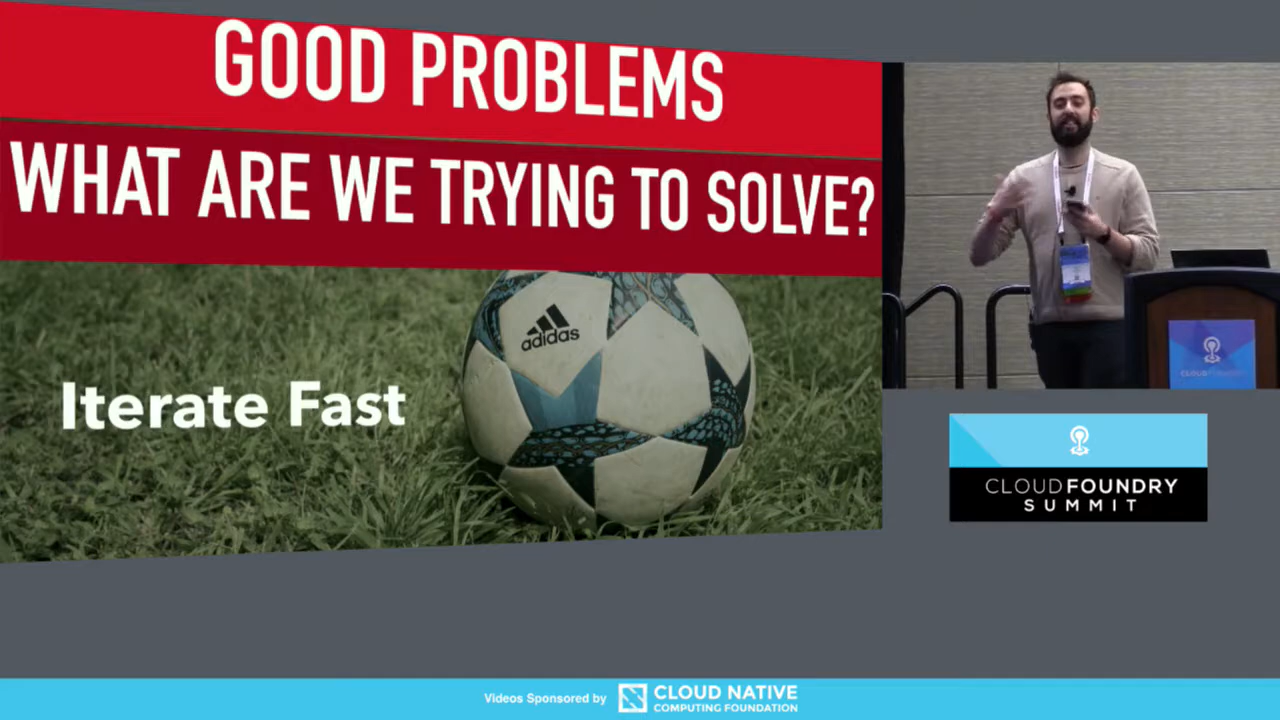 GOOD PROBLEMS
WHAT ARE WE TRYING TO SOLVE?
adidas
Iterate Fast
CLOUD FOUNDRY
CLOUDFOUNDRY
SUMMIT
Videos Sponsored by
CLOUD NATIVE
COMPUTING FOUNDATION